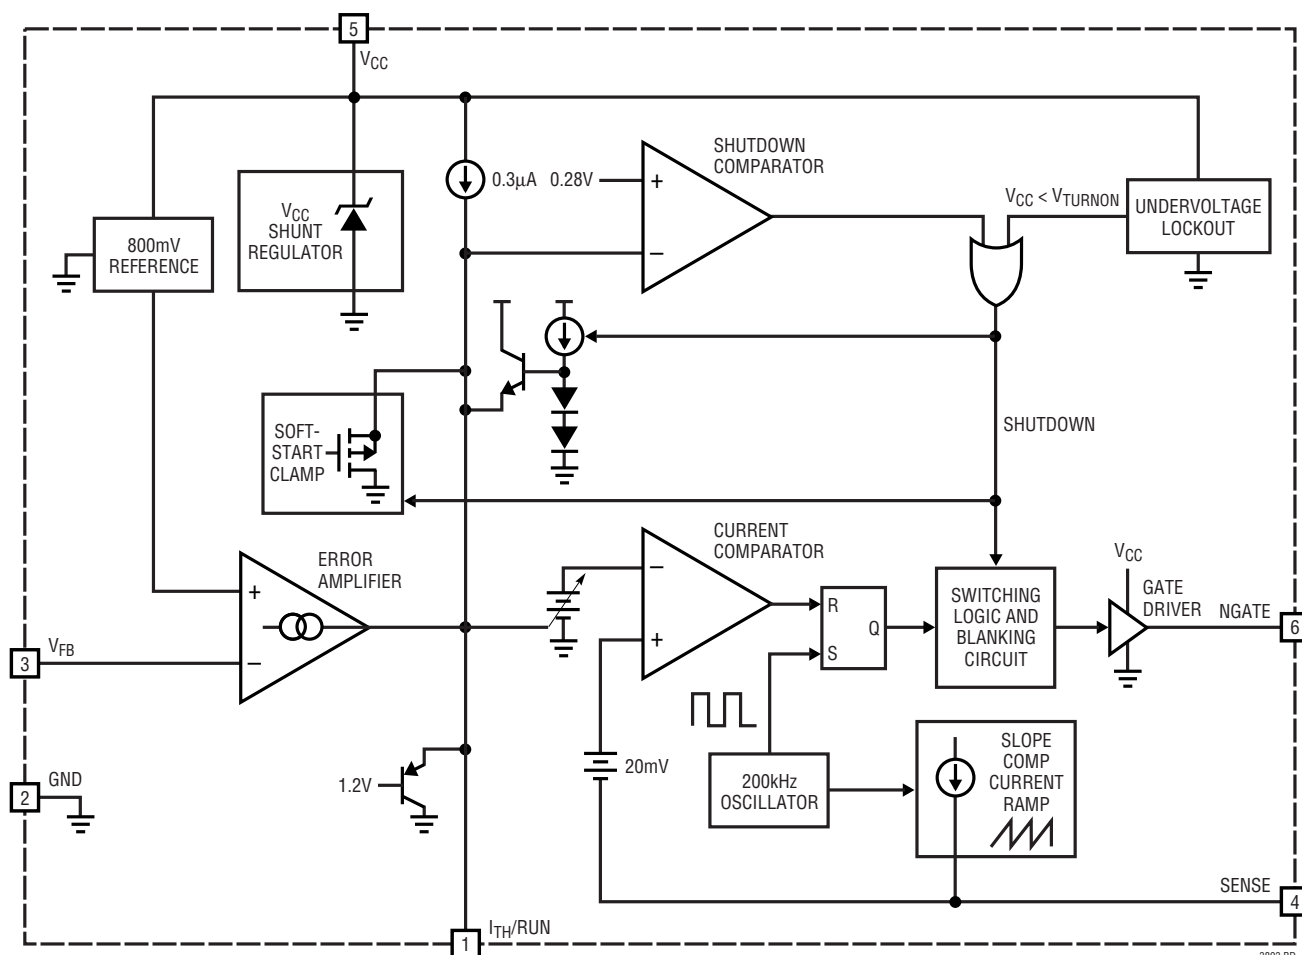 5
VCC
SHUTDOWN
COMPARATOR
0.3µA
0.28V
+
–
VCC < VTURNON
UNDERVOLTAGE
LOCKOUT
VCC
SHUNT
REGULATOR
800mV
REFERENCE
SHUTDOWN
SOFT-
START
CLAMP
ERROR
AMPLIFIER
+
–
CURRENT
COMPARATOR
–
+
R
Q
S
SWITCHING
LOGIC AND
BLANKING
CIRCUIT
VCC
GATE
DRIVER
NGATE
6
3
VFB
2
GND
1.2V
20mV
200kHz
OSCILLATOR
SLOPE
COMP
CURRENT
RAMP
SENSE
4
1
ITH/RUN